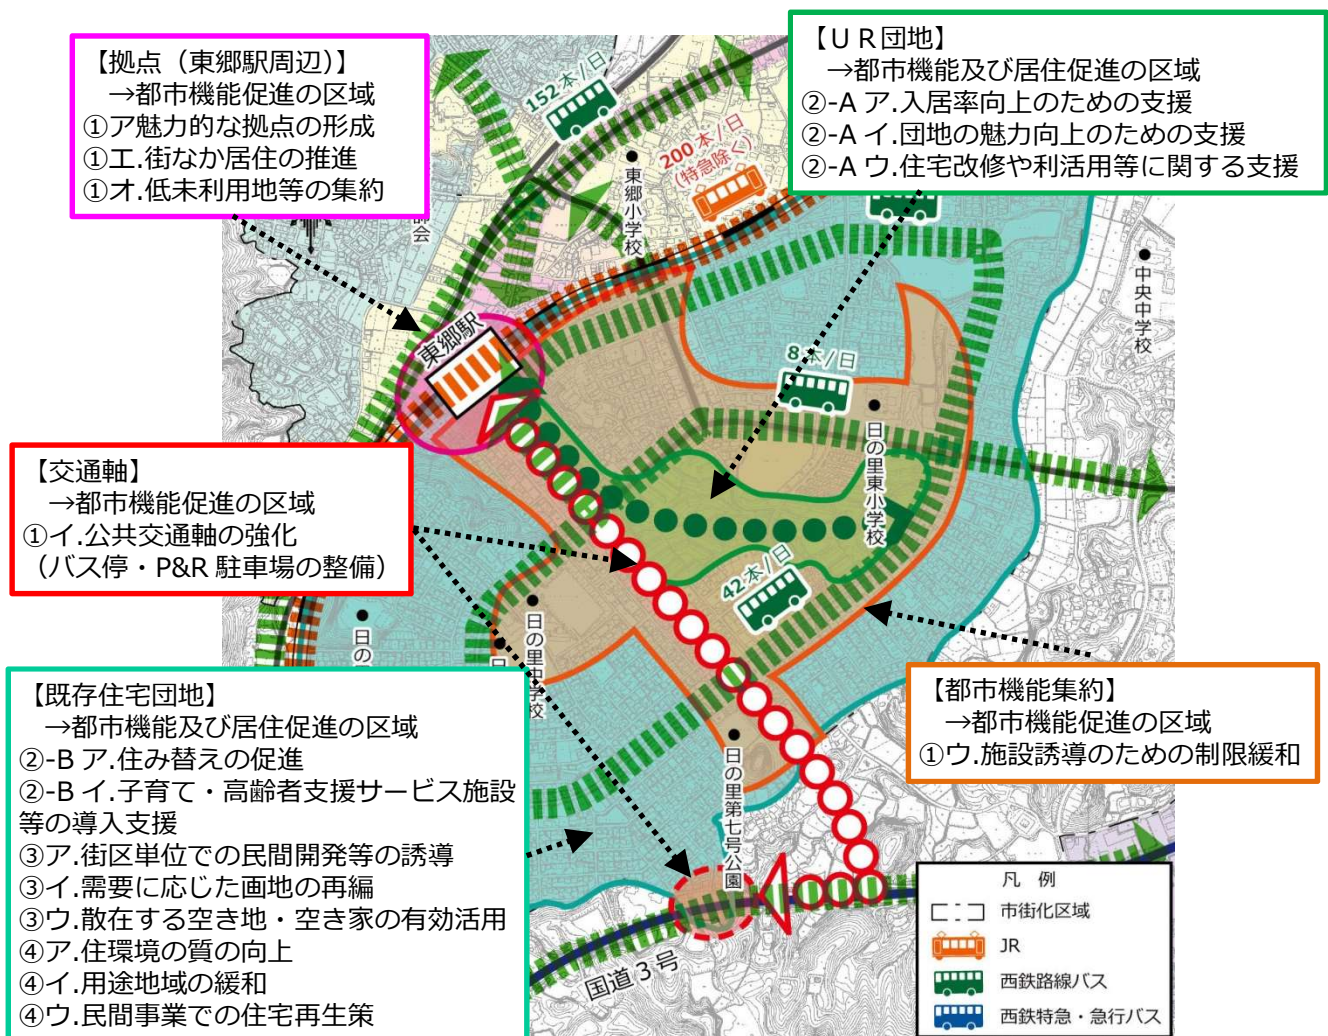 【拠点（東郷駅周辺）】
→都市機能促進の区域
①ア魅力的な拠点の形成
①エ.街なか居住の推進
①オ.低未利用地等の集約
【ＵＲ団地】
→都市機能及び居住促進の区域
②-A ア.入居率向上のための支援
②-A イ.団地の魅力向上のための支援
②-A ウ.住宅改修や利活用等に関する支援
152本/日
200本/日
(特急除く)
東郷小学校
会
中央中学校
東郷駅
8本/日
日の里東小学校
【交通軸】
→都市機能促進の区域
①イ.公共交通軸の強化
（バス停・P&R 駐車場の整備）
42本/日
日の里中学校
日の
日
【既存住宅団地】
→都市機能及び居住促進の区域
②-B ア.住み替えの促進
②-B イ.子育て・高齢者支援サービス施設
等の導入支援
③ア.街区単位での民間開発等の誘導
③イ.需要に応じた画地の再編
③ウ.散在する空き地・空き家の有効活用
④ア.住環境の質の向上
④イ.用途地域の緩和
④ウ.民間事業での住宅再生策
【都市機能集約】
→都市機能促進の区域
①ウ.施設誘導のための制限緩和
日の里第七号公園
国道3号
凡 例
市街化区域
JR
西鉄路線バス
西鉄特急・急行バス